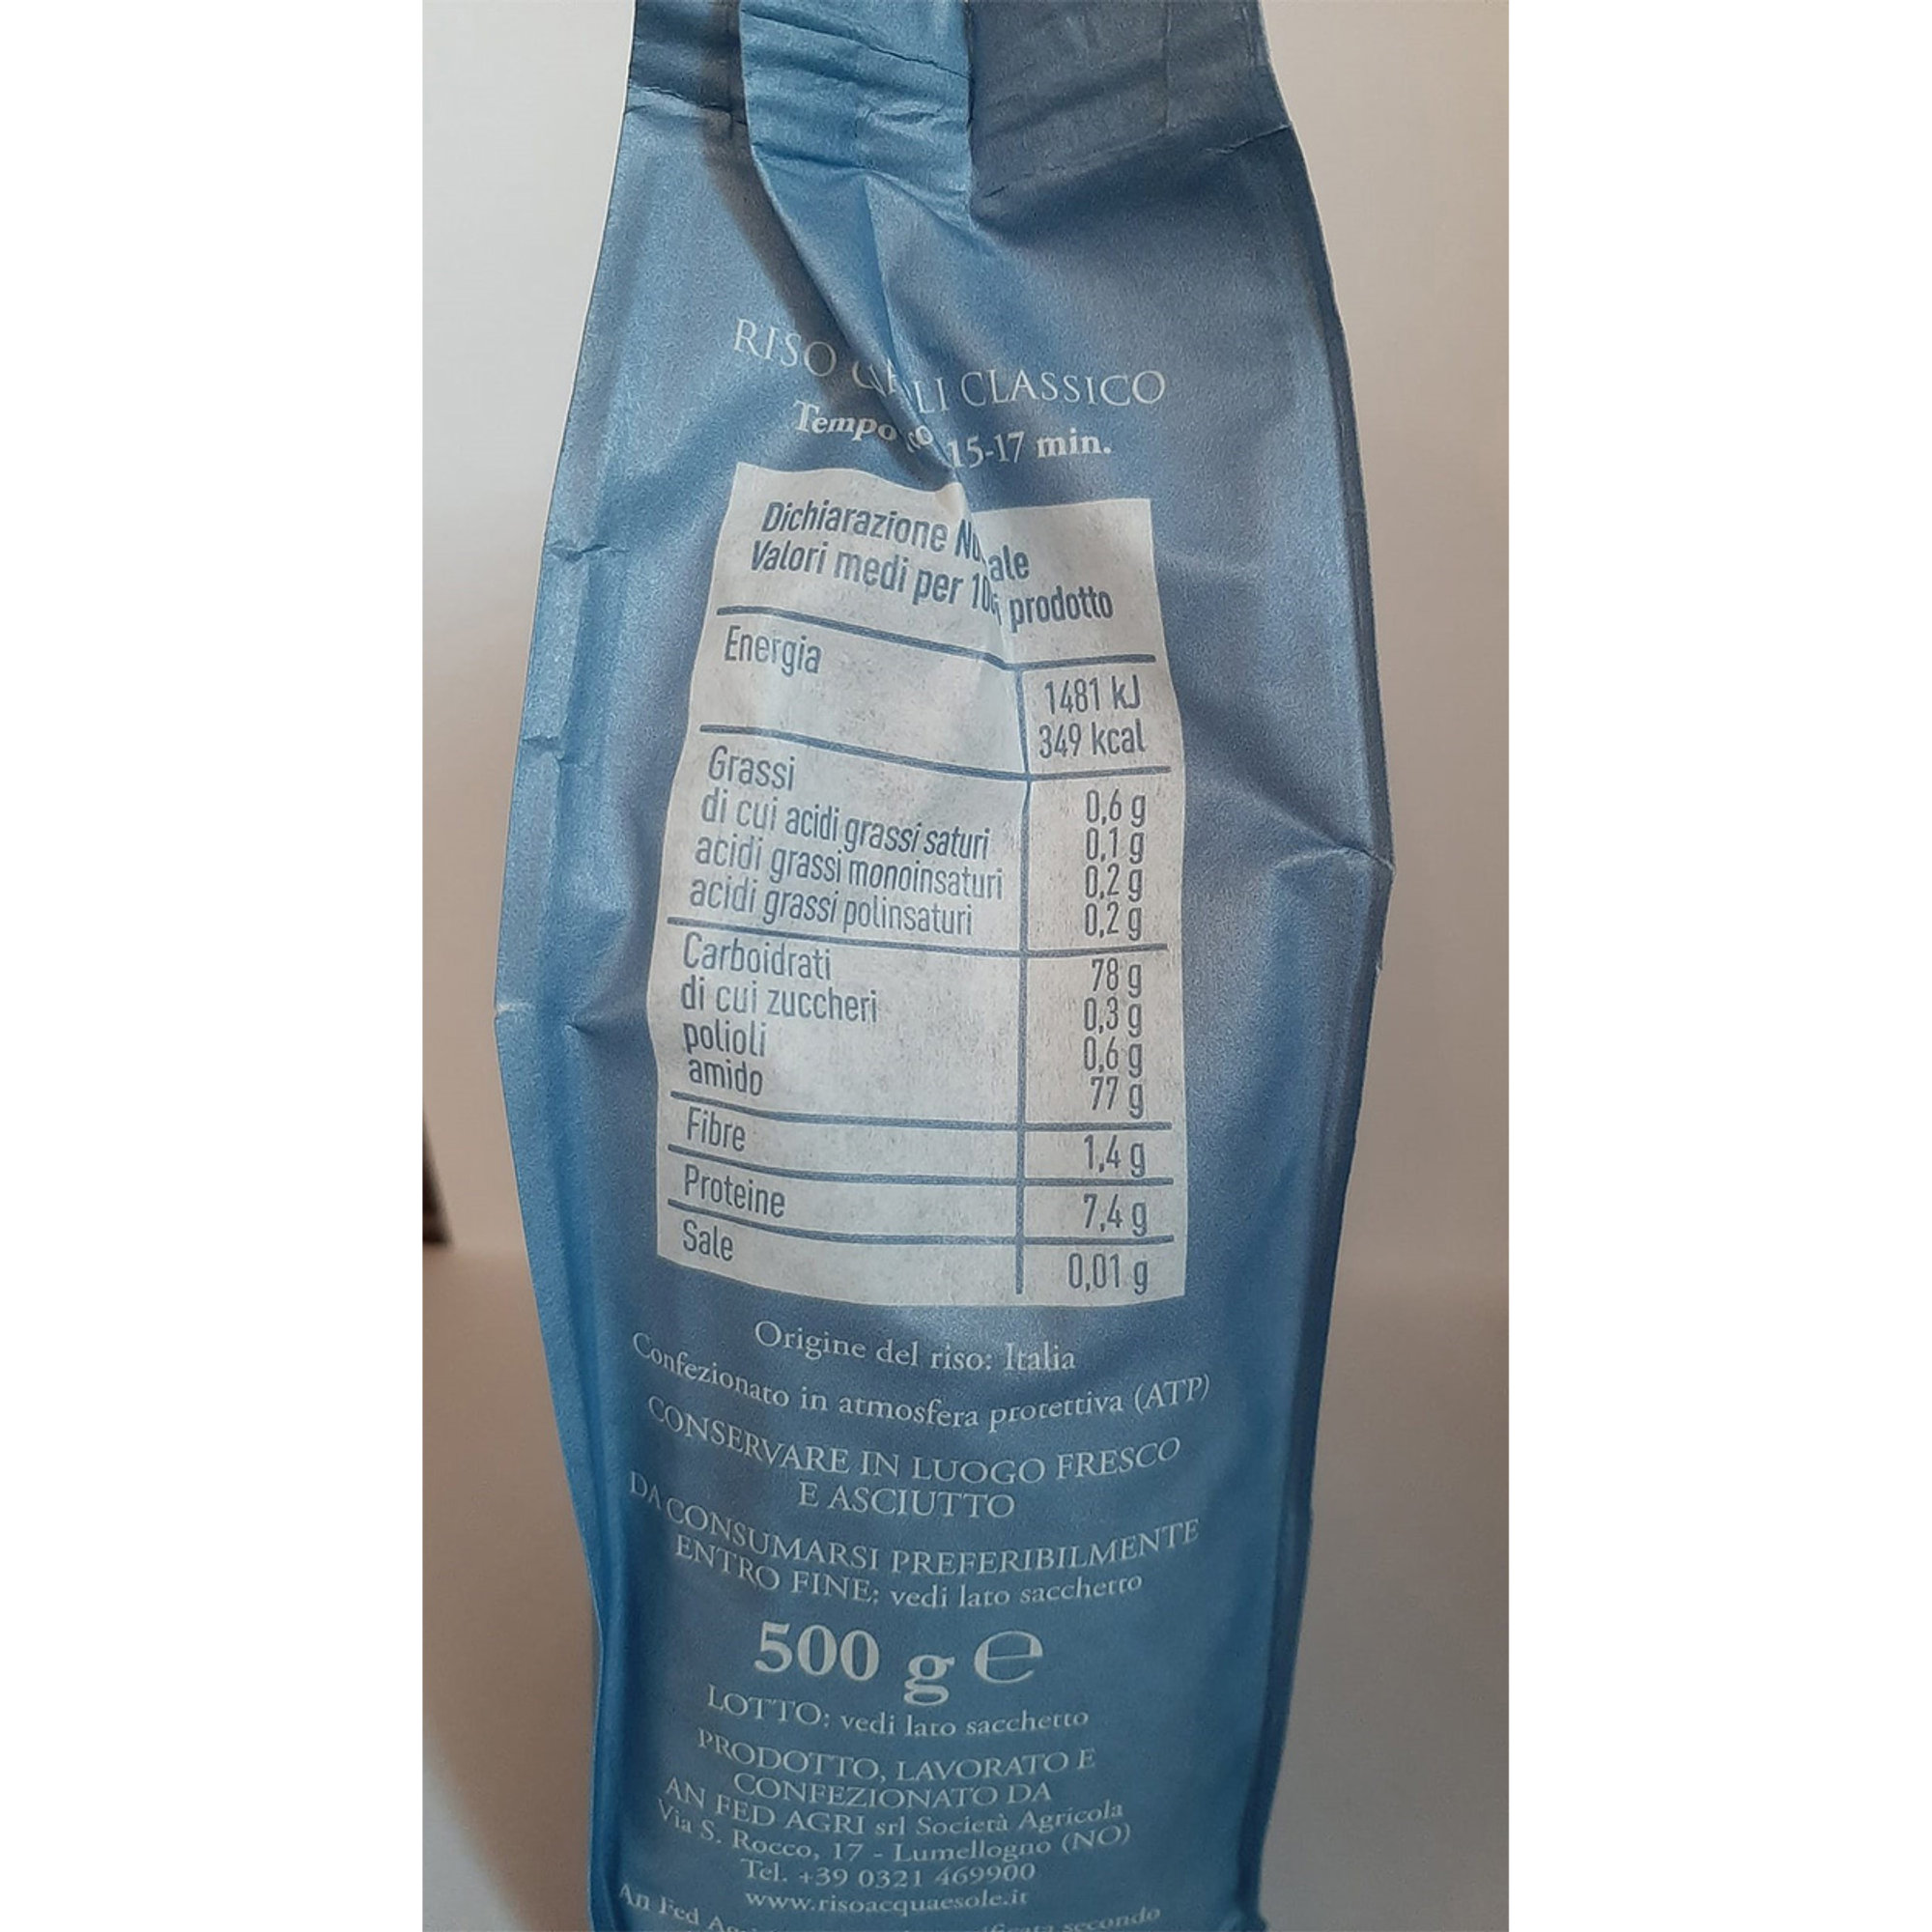 RISO CLASSICO
Tempo 15-17 min.
Dichiarazione
Valori medi per prodotto
Energia 1481 kJ
349 kcal
Grassi 0,6 g
di cui acidi grassi saturi 0,1 g
acidi grassi monoinsaturi 0,2 g
acidi grassi polinsaturi 0,2 g
Carboidrati 78 g
di cui zuccheri 0,3 g
polioli 0,6 g
amido 77 g
Fibre 1,4 g
Proteine 7,4 g
Sale 0,01 g
Origine del riso: Italia
Confezionato in atmosfera protettiva (ATP)
CONSERVARE IN LUOGO FRESCO
E ASCIUTTO
DA CONSUMARSI PREFERIBILMENTE
ENTRO FINE: vedi lato sacchetto
500 g e
LOTTO: vedi lato sacchetto
PRODOTTO, LAVORATO E
CONFEZIONATO DA
AN FED AGRI srl Società Agricola
Via S. Rocco, 17 - Lumellogno (NO)
Tel. +39 0321 469900
www.risoacquaesole.it
An Fed secondo